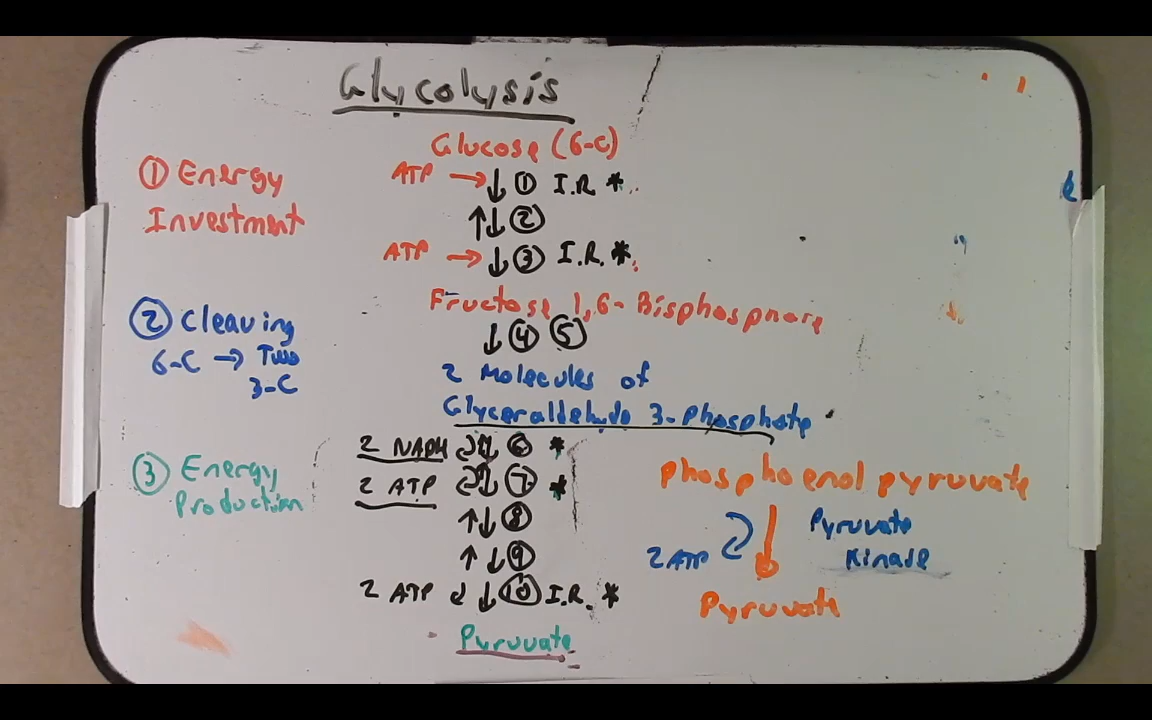 Glycolysis
Glucose (6-C)
① Energy
Investment
ATP → ↓ ① I.R *
↑↓ ②
ATP → ↓ ③ I.R. *
Fructose 1,6-Bisphosphate
② Cleaving
6-C → Two
3-C
↓ ④ ⑤
2 Molecules of
Glyceraldehyde 3-Phosphate
③ Energy
Production
2 NADH ↑↓ ⑥ *
2 ATP ↑↓ ⑦ *
↑↓ ⑧
↑↓ ⑨
2 ATP ↓ ⑩ I.R. *
Pyruvate
Phosphoenol pyruvate
2 ATP
Pyruvate
Kinase
Pyruvate